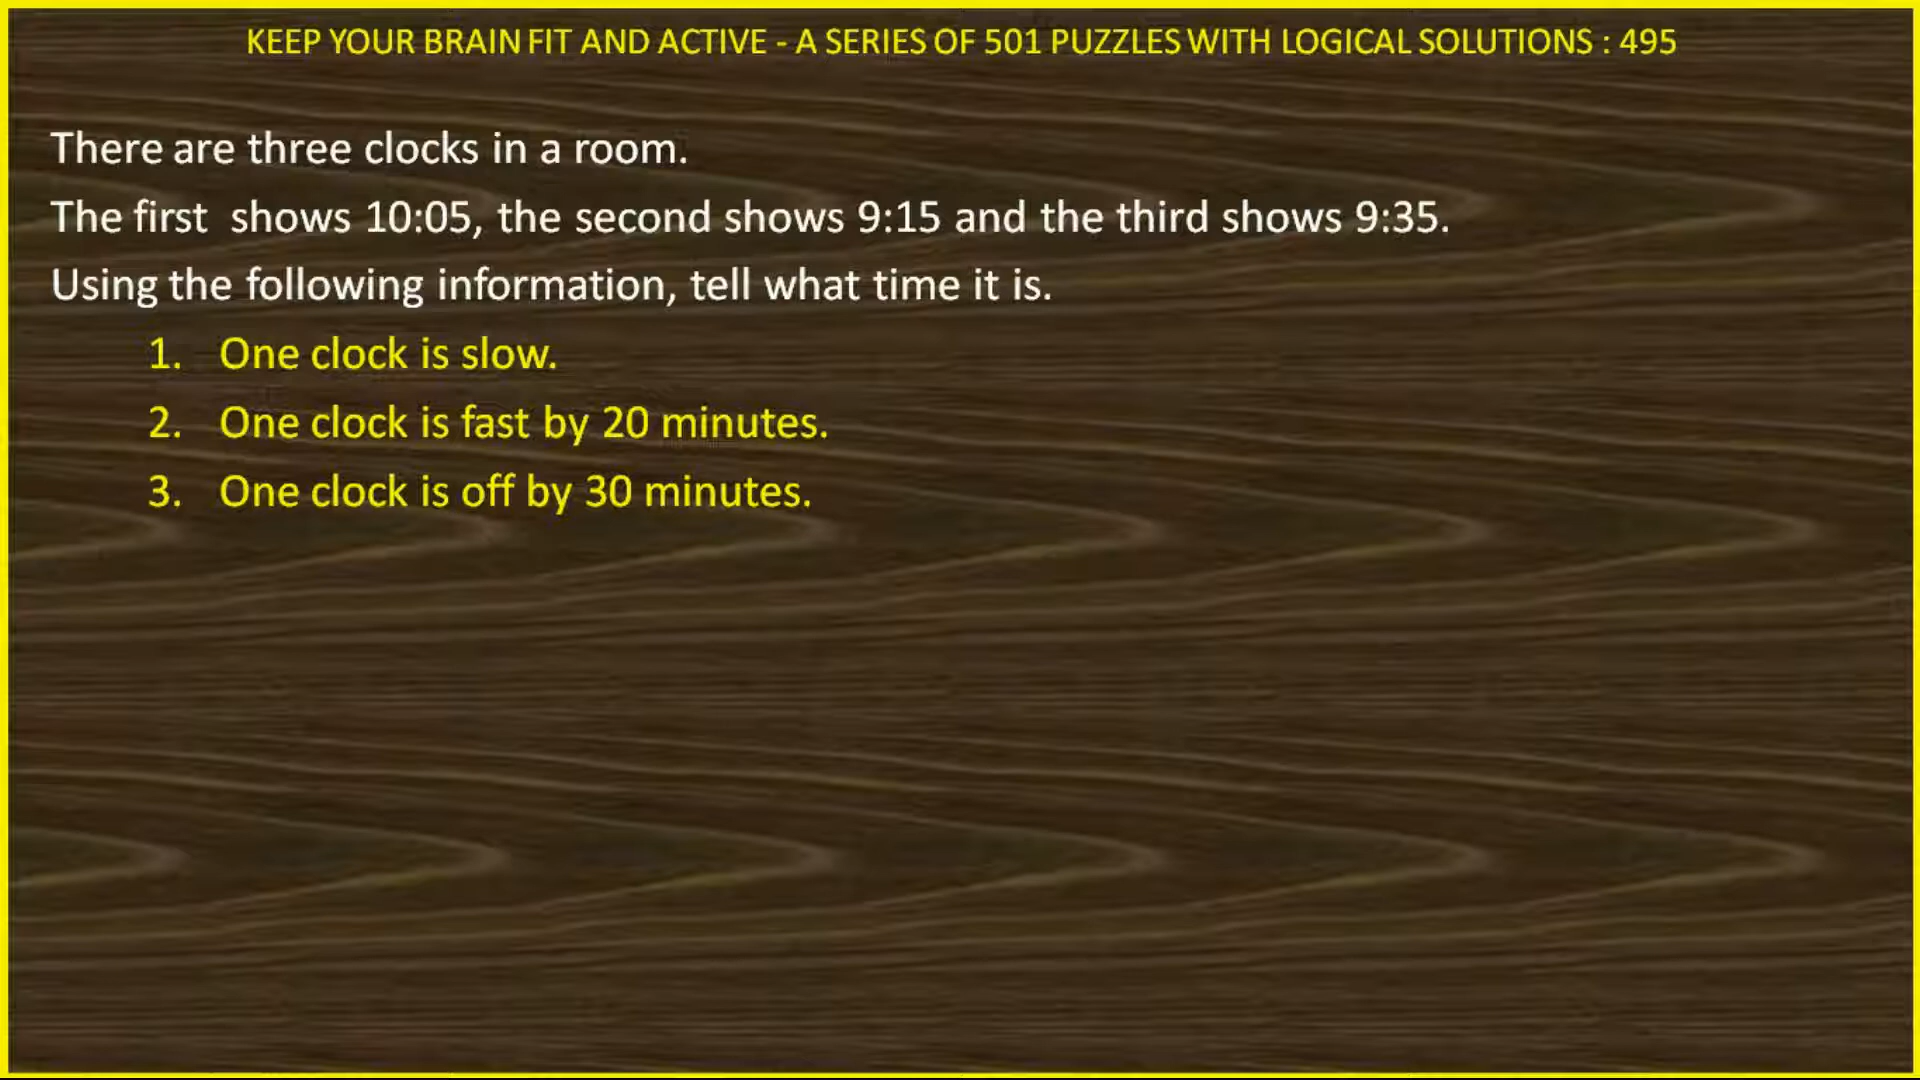 KEEP YOUR BRAIN FIT AND ACTIVE - A SERIES OF 501 PUZZLES WITH LOGICAL SOLUTIONS : 495
There are three clocks in a room.
The first shows 10:05, the second shows 9:15 and the third shows 9:35.
Using the following information, tell what time it is.
1. One clock is slow.
2. One clock is fast by 20 minutes.
3. One clock is off by 30 minutes.